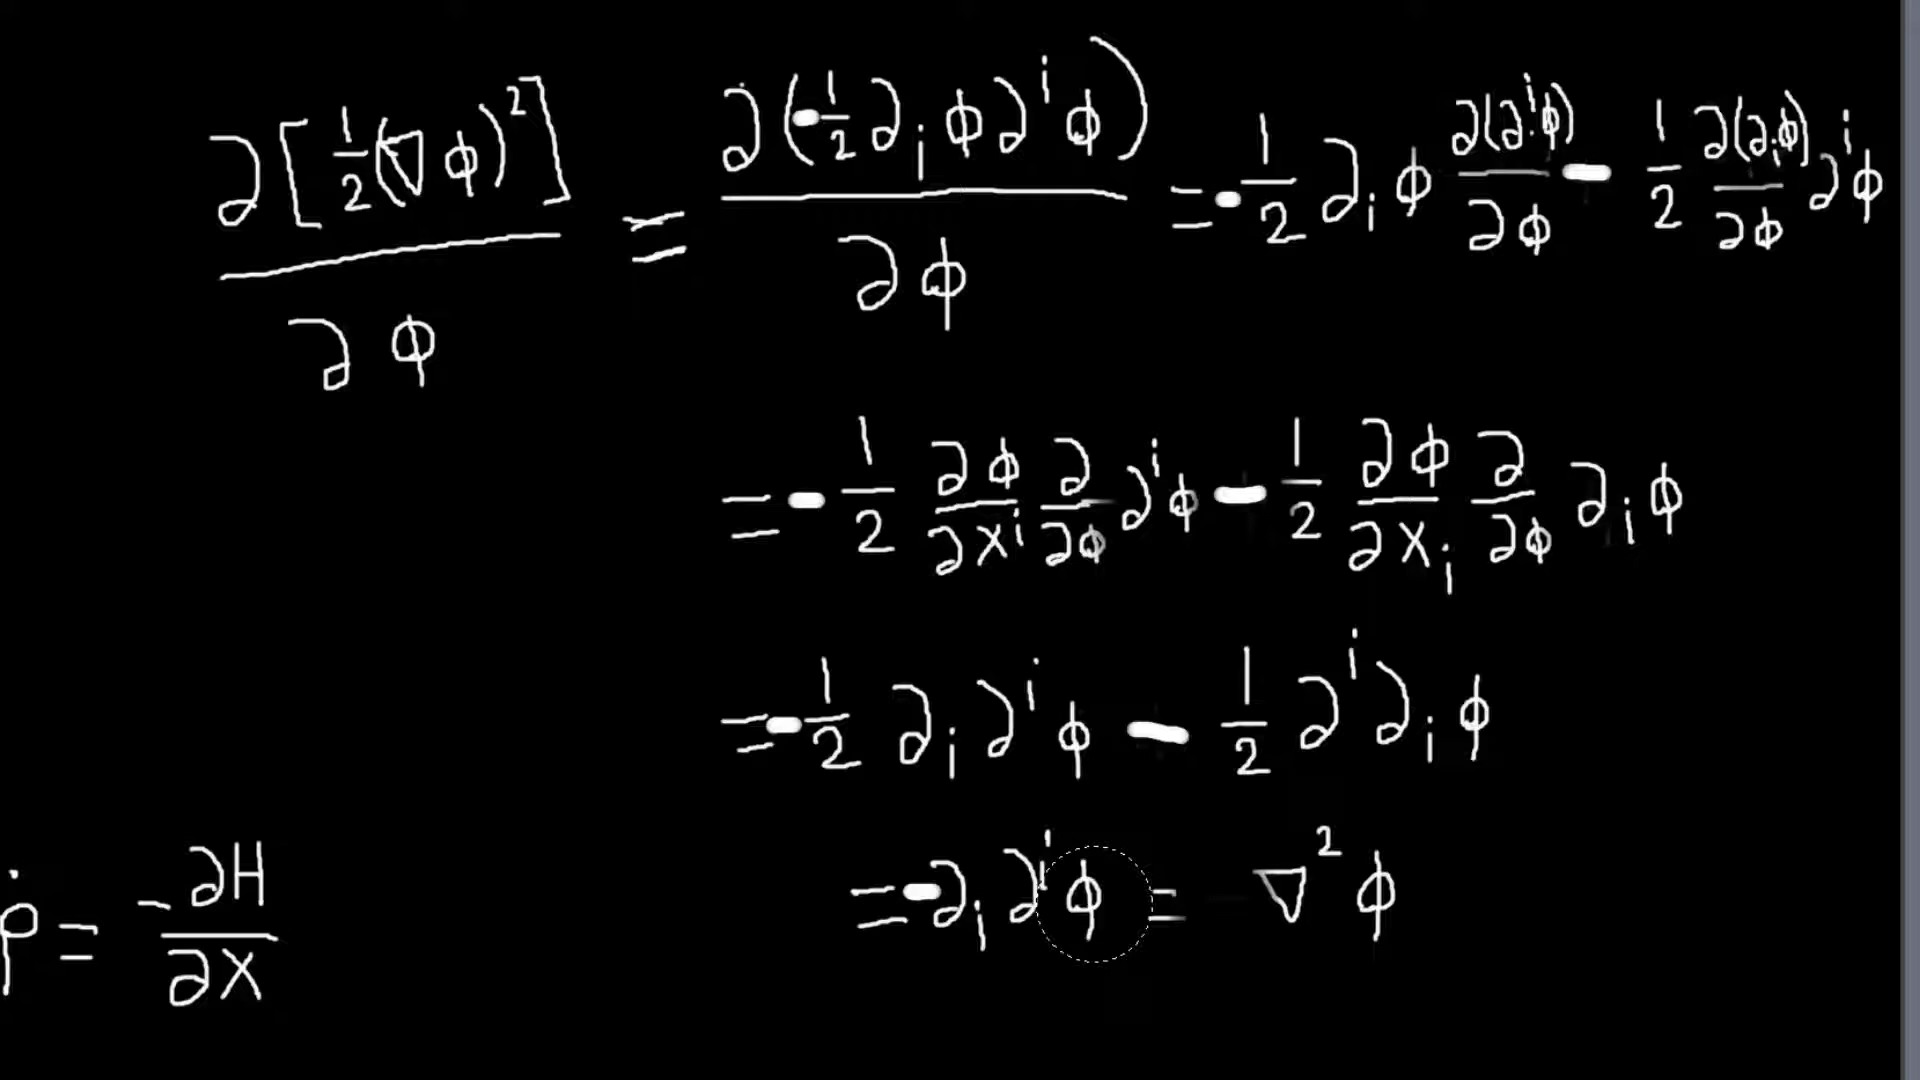 ∂[½(∇ϕ)²]/∂ϕ = ∂(-½ ∂ᵢϕ∂ⁱϕ)/∂ϕ = -½ ∂ᵢϕ ∂(∂ⁱϕ)/∂ϕ - ½ ∂(∂ᵢϕ)/∂ϕ ∂ⁱϕ
= -½ ∂ϕ/∂xⁱ ∂/∂ϕ ∂ⁱϕ - ½ ∂ϕ/∂xᵢ ∂/∂ϕ ∂ᵢϕ
= -½ ∂ᵢ∂ⁱϕ - ½ ∂ⁱ∂ᵢϕ
= -∂ᵢ∂ⁱϕ = ∇²ϕ
ṗ = -∂H/∂x